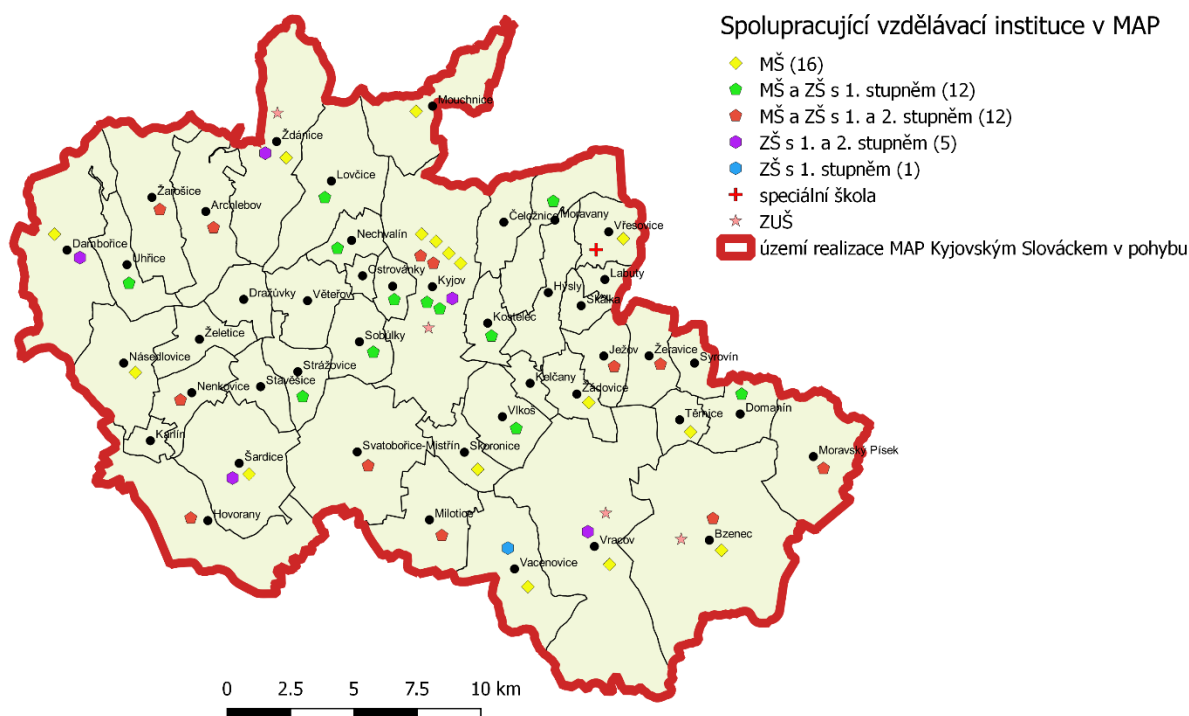 Spolupracující vzdělávací instituce v MAP
MŠ (16)
MŠ a ZŠ s 1. stupněm (12)
MŠ a ZŠ s 1. a 2. stupněm (12)
ZŠ s 1. a 2. stupněm (5)
ZŠ s 1. stupněm (1)
speciální škola
ZUŠ
území realizace MAP Kyjovským Slováckem v pohybu
Mouchnice
Ždánice
Lovčice
Žarošice
Archlebov
Čeložnice
Moravany
Vřesovice
Nechvalín
Dambořice
Uhřice
Ostrovánky
Kyjov
Labuty
Hýsly
Skalka
Dražůvky
Věteřov
Kostelec
Želetice
Sobůlky
Násedlovice
Strážovice
Ježov
Žeravice
Syrovín
Nenkovice
Stavěšice
Kelčany
Žádovice
Vlkoš
Těmice
Domanín
Karlín
Šardice
Svatobořice-Mistřín
Skoronice
Moravský Písek
Hovorany
Milotice
Vracov
Bzenec
Vacenovice
0 2.5 5 7.5 10 km